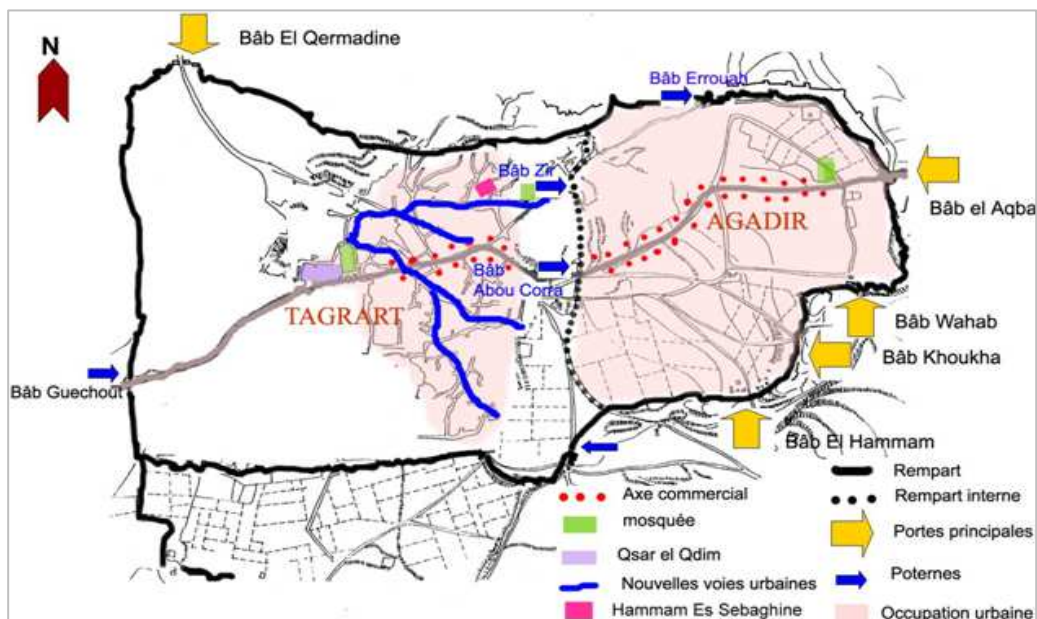 N
Bâb El Qermadine
Bâb Errouah
Bâb Zir
Bâb el Aqba
AGADIR
Bâb
Abou Corra
TAGRART
Bâb Wahab
Bâb Khoukha
Bâb Guechout
Bâb El Hammam
Axe commercial
mosquée
Qsar el Qdim
Nouvelles voies urbaines
Hammam Es Sebaghine
Rempart
Rempart interne
Portes principales
Poternes
Occupation urbaine